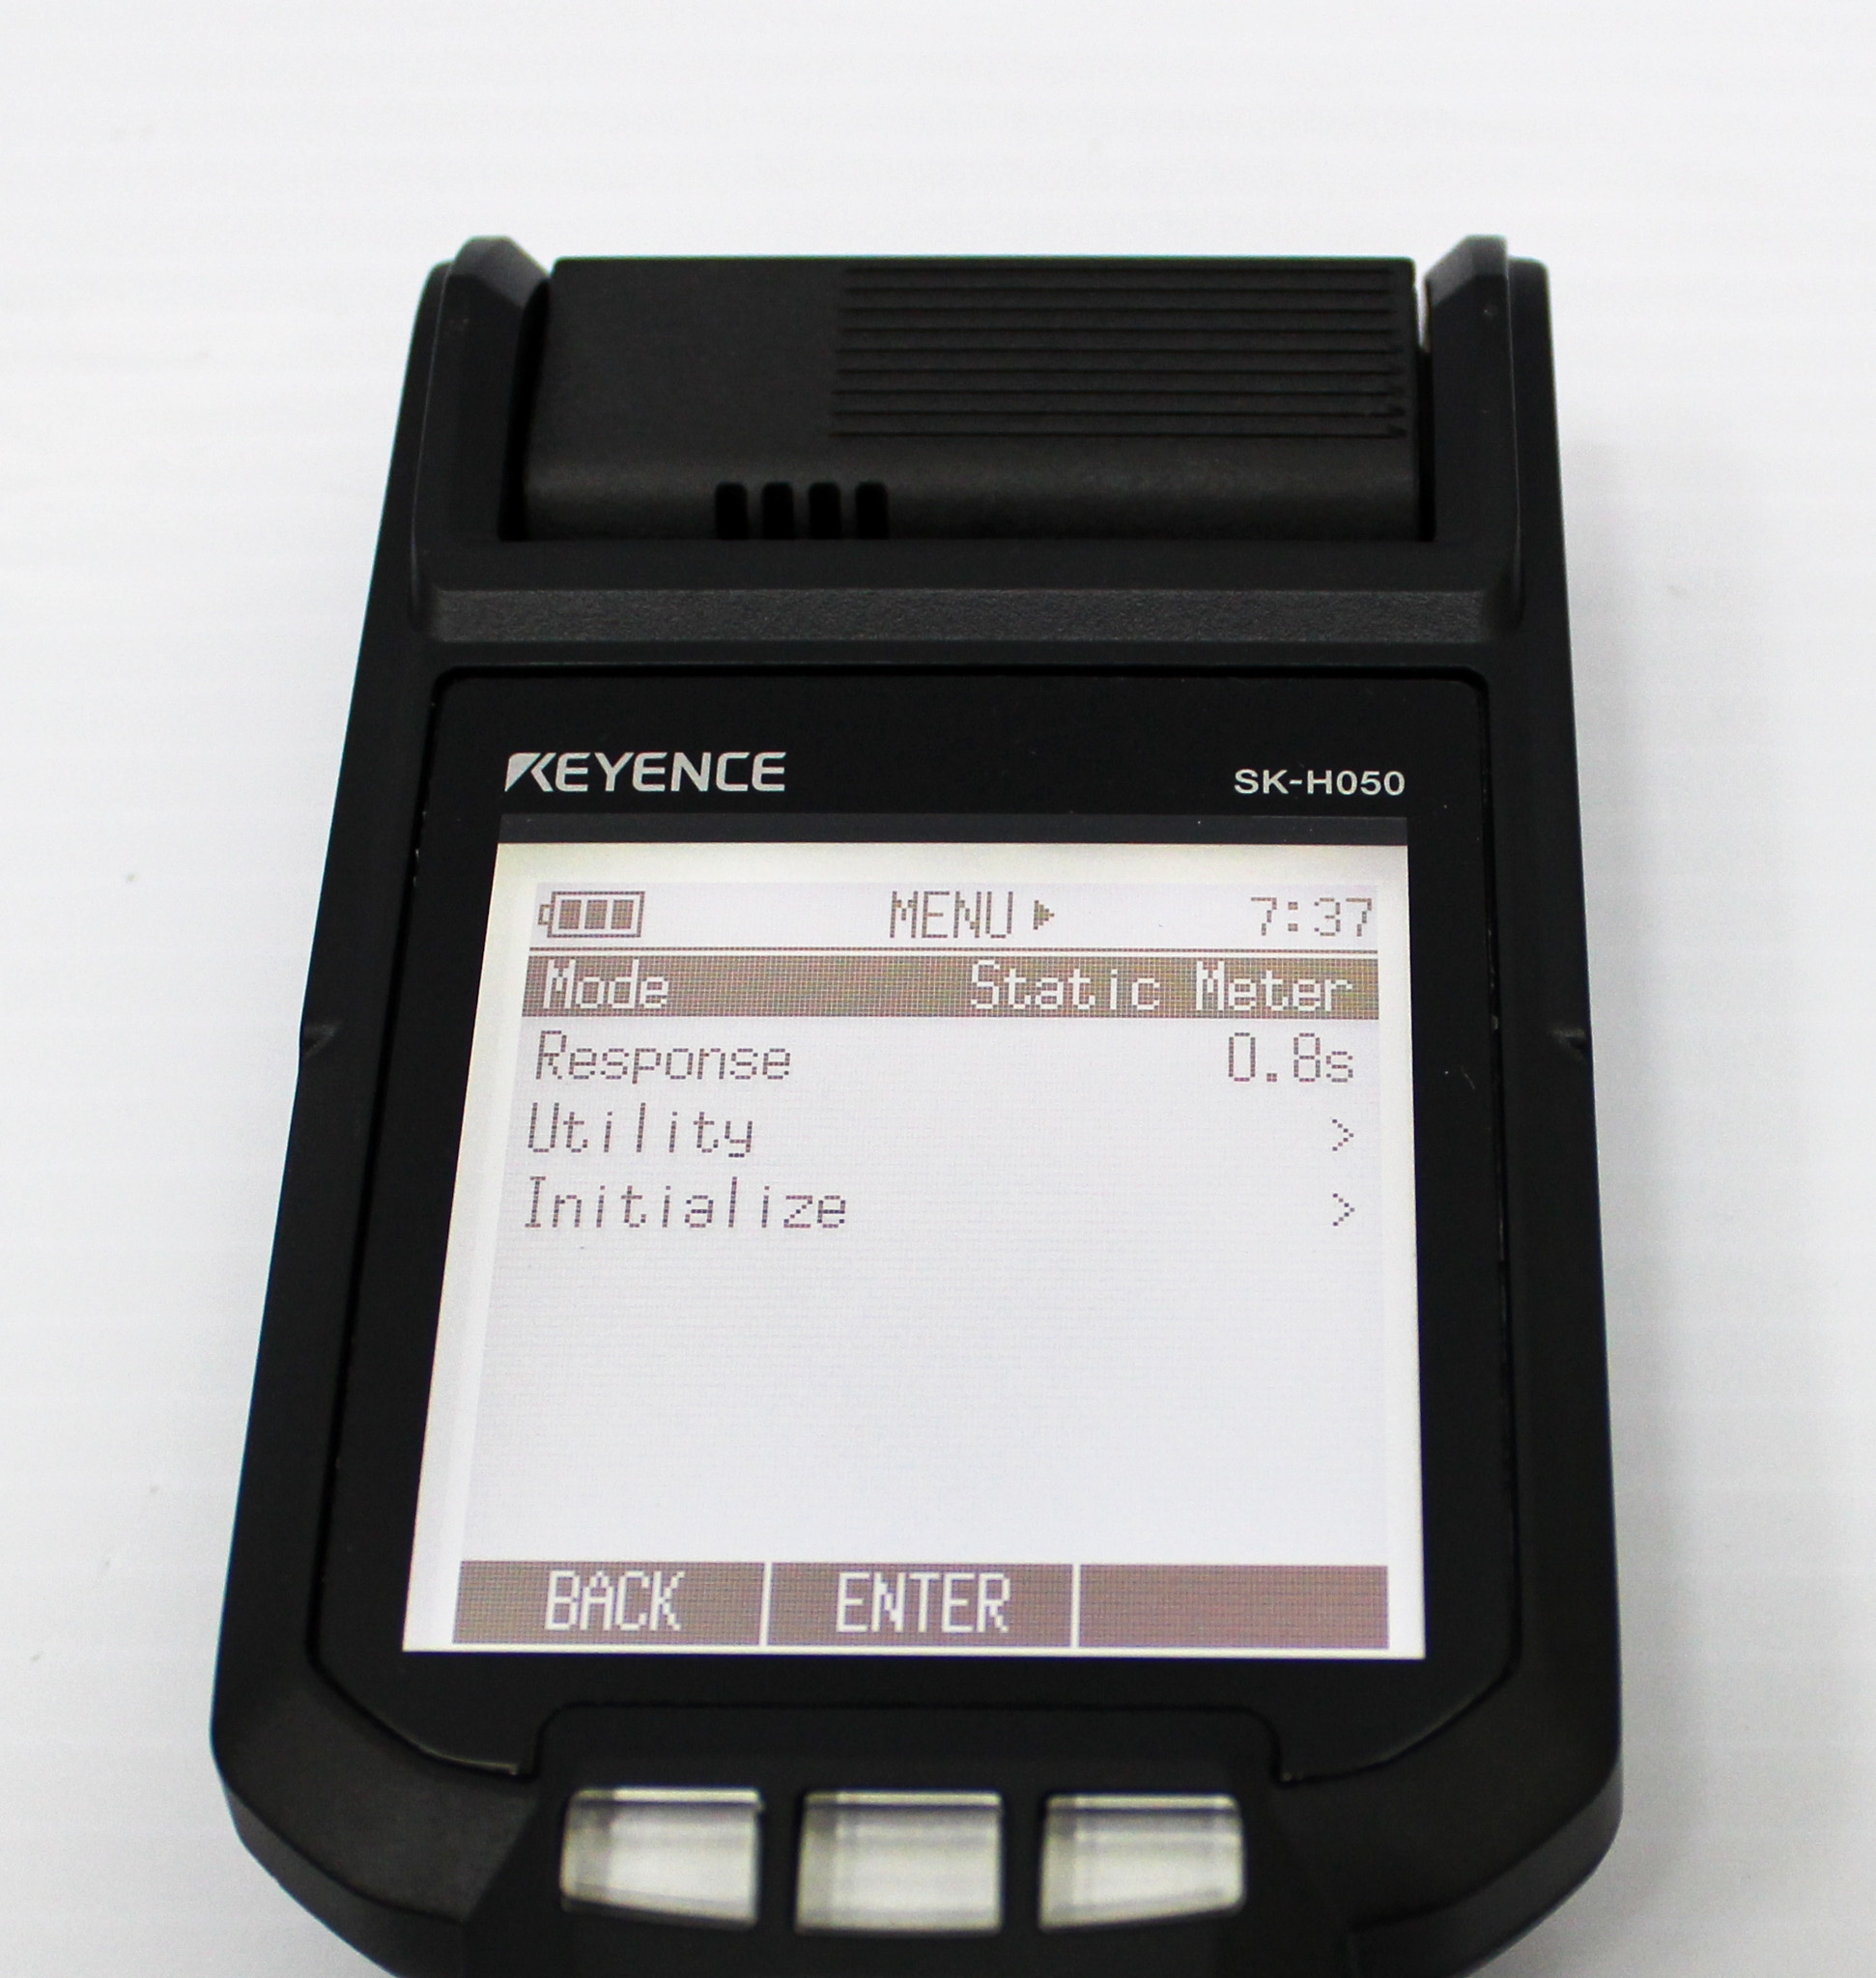 KEYENCE SK-H050
MENU 7:37
Mode Static Meter
Response 0.8s
Utility >
Initialize >
BACK ENTER